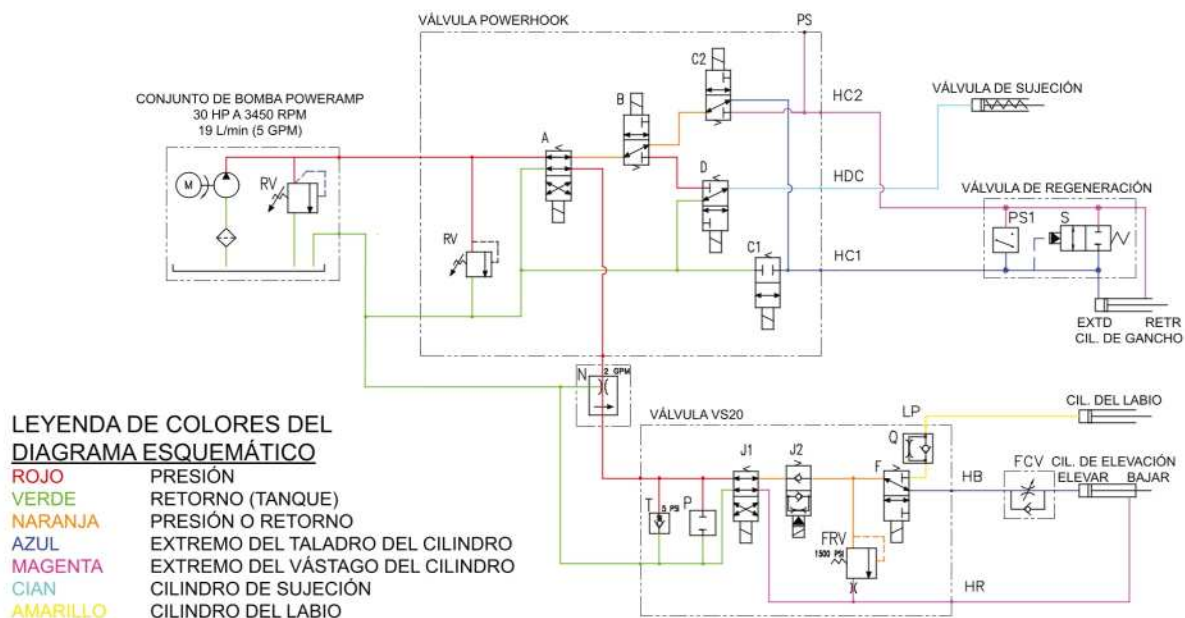 VÁLVULA POWERHOOK
PS
CONJUNTO DE BOMBA POWERAMP
30 HP A 3450 RPM
19 L/min (5 GPM)
C2
B
HC2
VÁLVULA DE SUJECIÓN
A
M
RV
D
HDC
VÁLVULA DE REGENERACIÓN
PS1
S
RV
C1
HC1
EXTD
RETR
CIL. DE GANCHO
N
2 GPM
VÁLVULA VS20
LP
CIL. DEL LABIO
Q
J1
J2
F
HB
FCV
CIL. DE ELEVACIÓN
ELEVAR
BAJAR
T
5 PSI
P
FRV
1500 PSI
HR
LEYENDA DE COLORES DEL
DIAGRAMA ESQUEMÁTICO
ROJO PRESIÓN
VERDE RETORNO (TANQUE)
NARANJA PRESIÓN O RETORNO
AZUL EXTREMO DEL TALADRO DEL CILINDRO
MAGENTA EXTREMO DEL VÁSTAGO DEL CILINDRO
CIAN CILINDRO DE SUJECIÓN
AMARILLO CILINDRO DEL LABIO